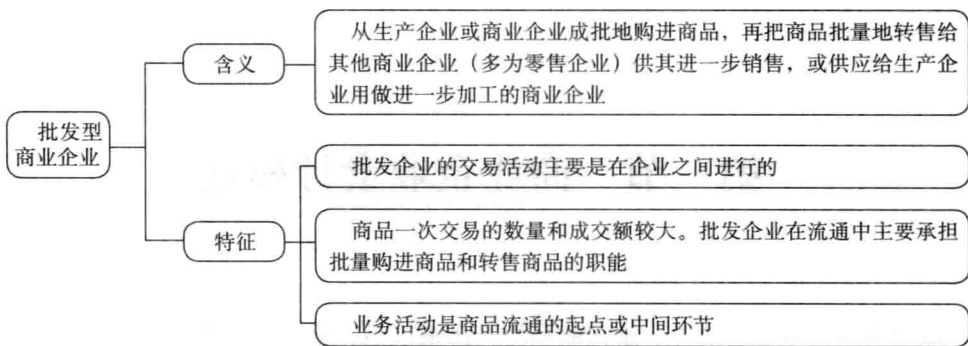 批发型
商业企业
含义
从生产企业或商业企业成批地购进商品，再把商品批量地转售给
其他商业企业（多为零售企业）供其进一步销售，或供应给生产企
业用做进一步加工的商业企业
特征
批发企业的交易活动主要是在企业之间进行的
商品一次交易的数量和成交额较大。批发企业在流通中主要承担
批量购进商品和转售商品的职能
业务活动是商品流通的起点或中间环节